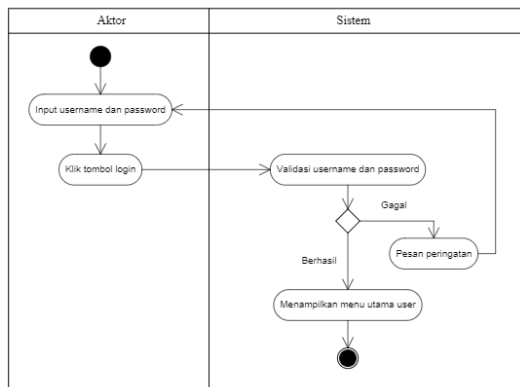 Aktor
Sistem
Input username dan password
Klik tombol login
Validasi username dan password
Gagal
Pesan peringatan
Berhasil
Menampilkan menu utama user